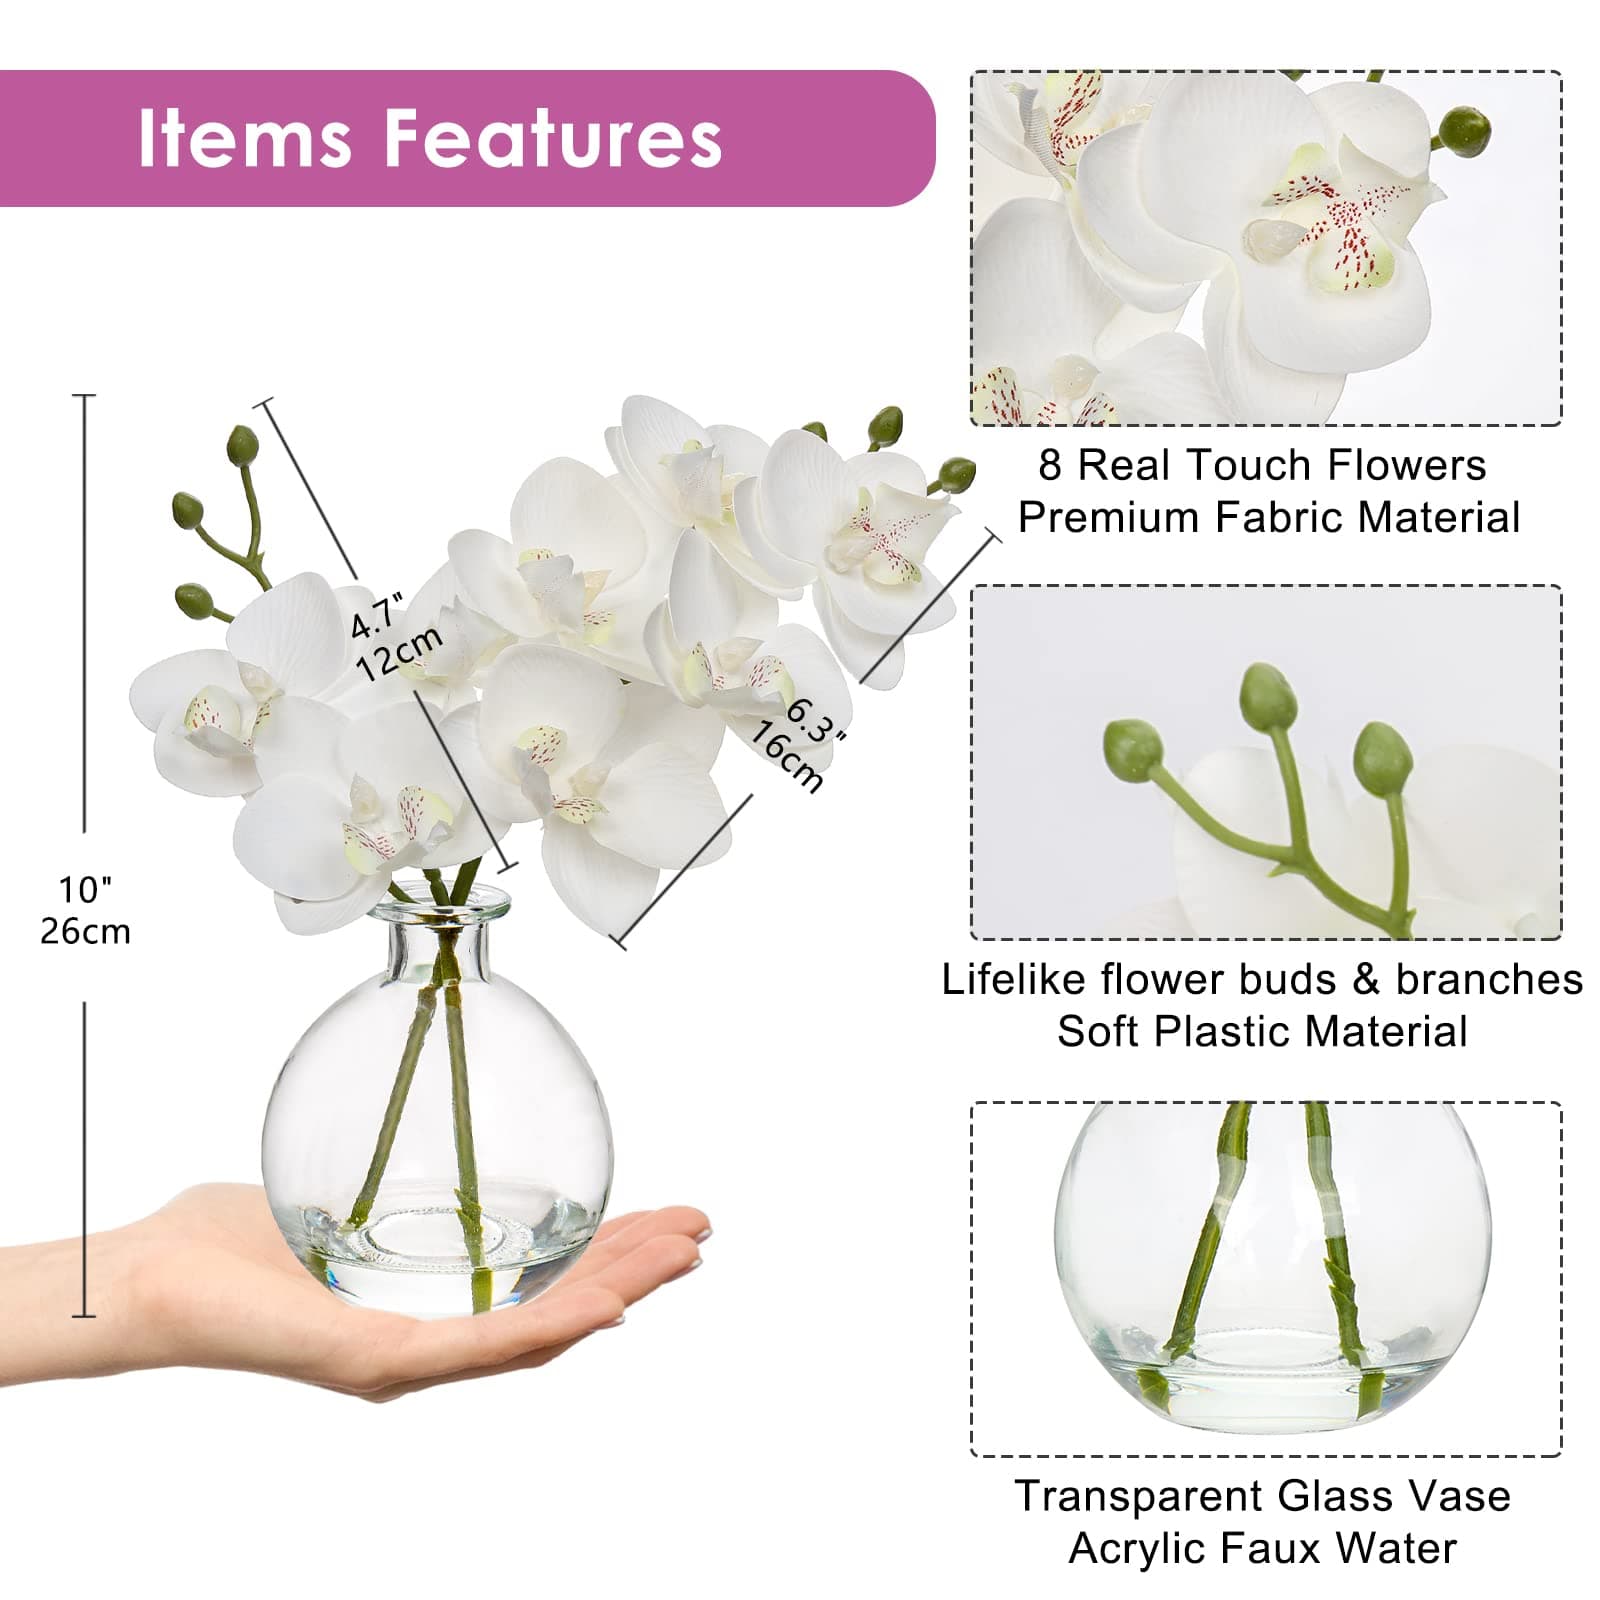 Items Features
8 Real Touch Flowers
Premium Fabric Material
4.7"
12cm
6.3"
16cm
10"
26cm
Lifelike flower buds & branches
Soft Plastic Material
Transparent Glass Vase
Acrylic Faux Water